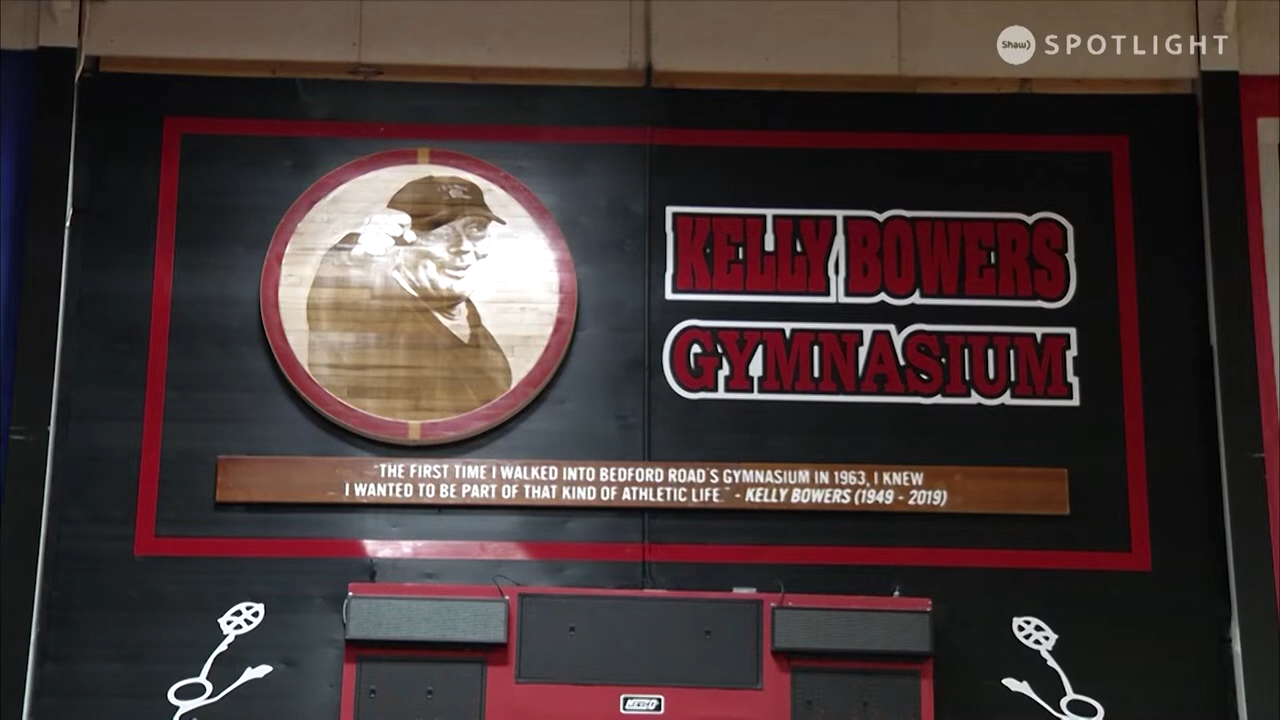 Shaw) SPOTLIGHT
KELLY BOWERS
GYMNASIUM
"THE FIRST TIME I WALKED INTO BEDFORD ROAD'S GYMNASIUM IN 1963, I KNEW
I WANTED TO BE PART OF THAT KIND OF ATHLETIC LIFE." - KELLY BOWERS (1949 - 2019)